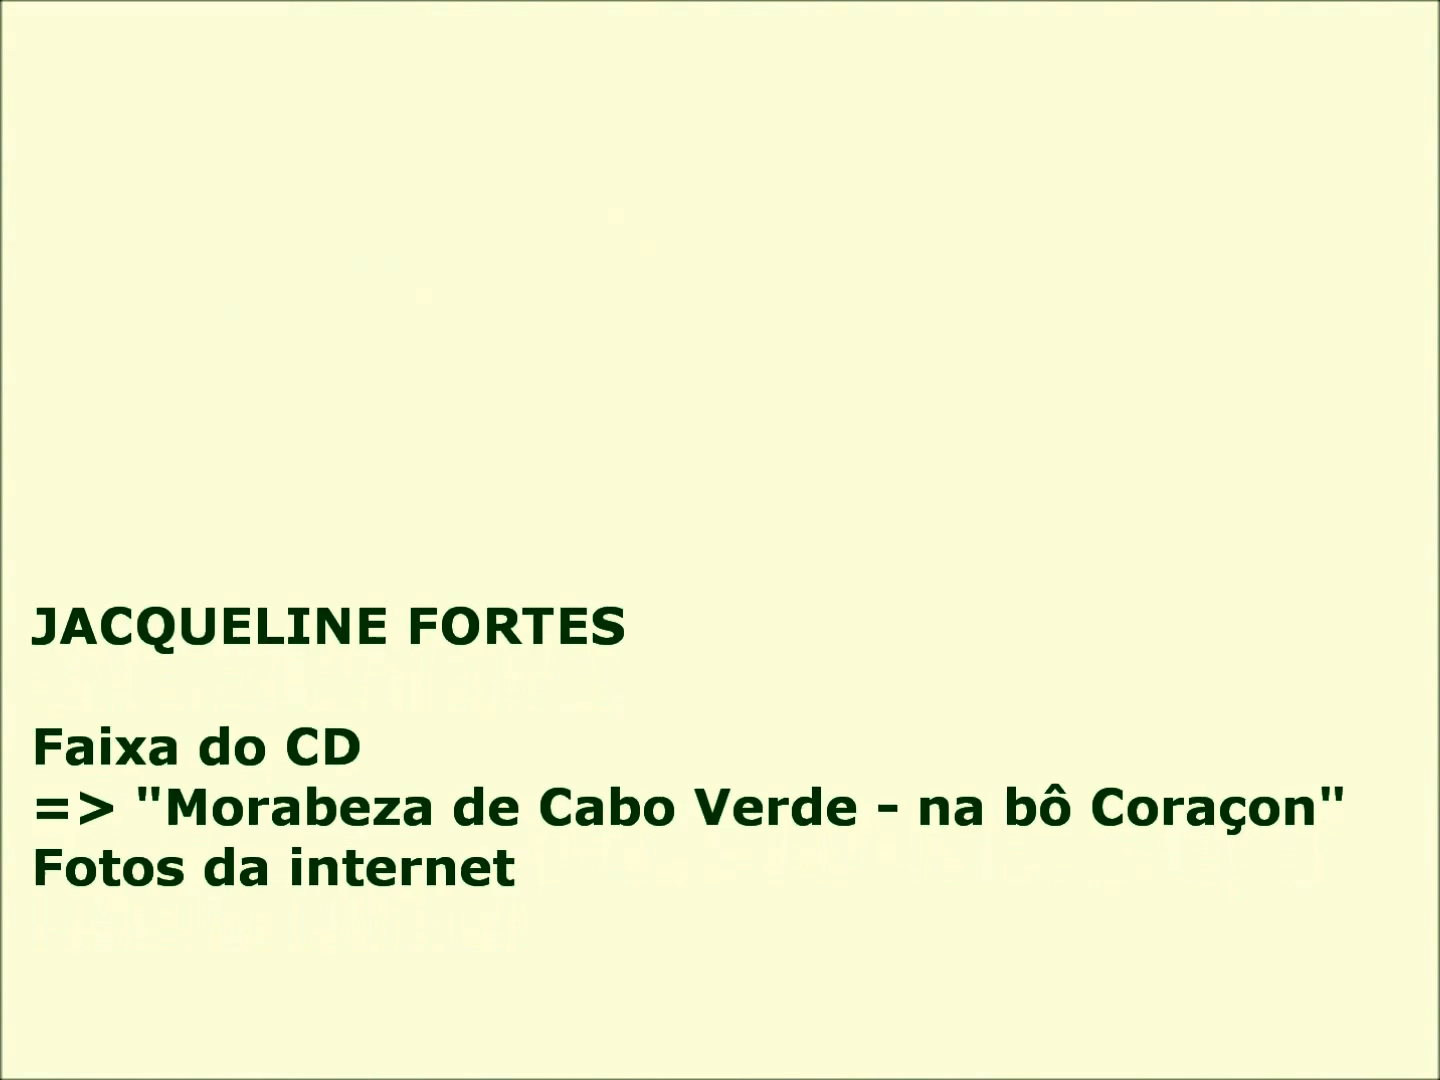 JACQUELINE FORTES
Faixa do CD
=> "Morabeza de Cabo Verde - na bô Coraçon"
Fotos da internet